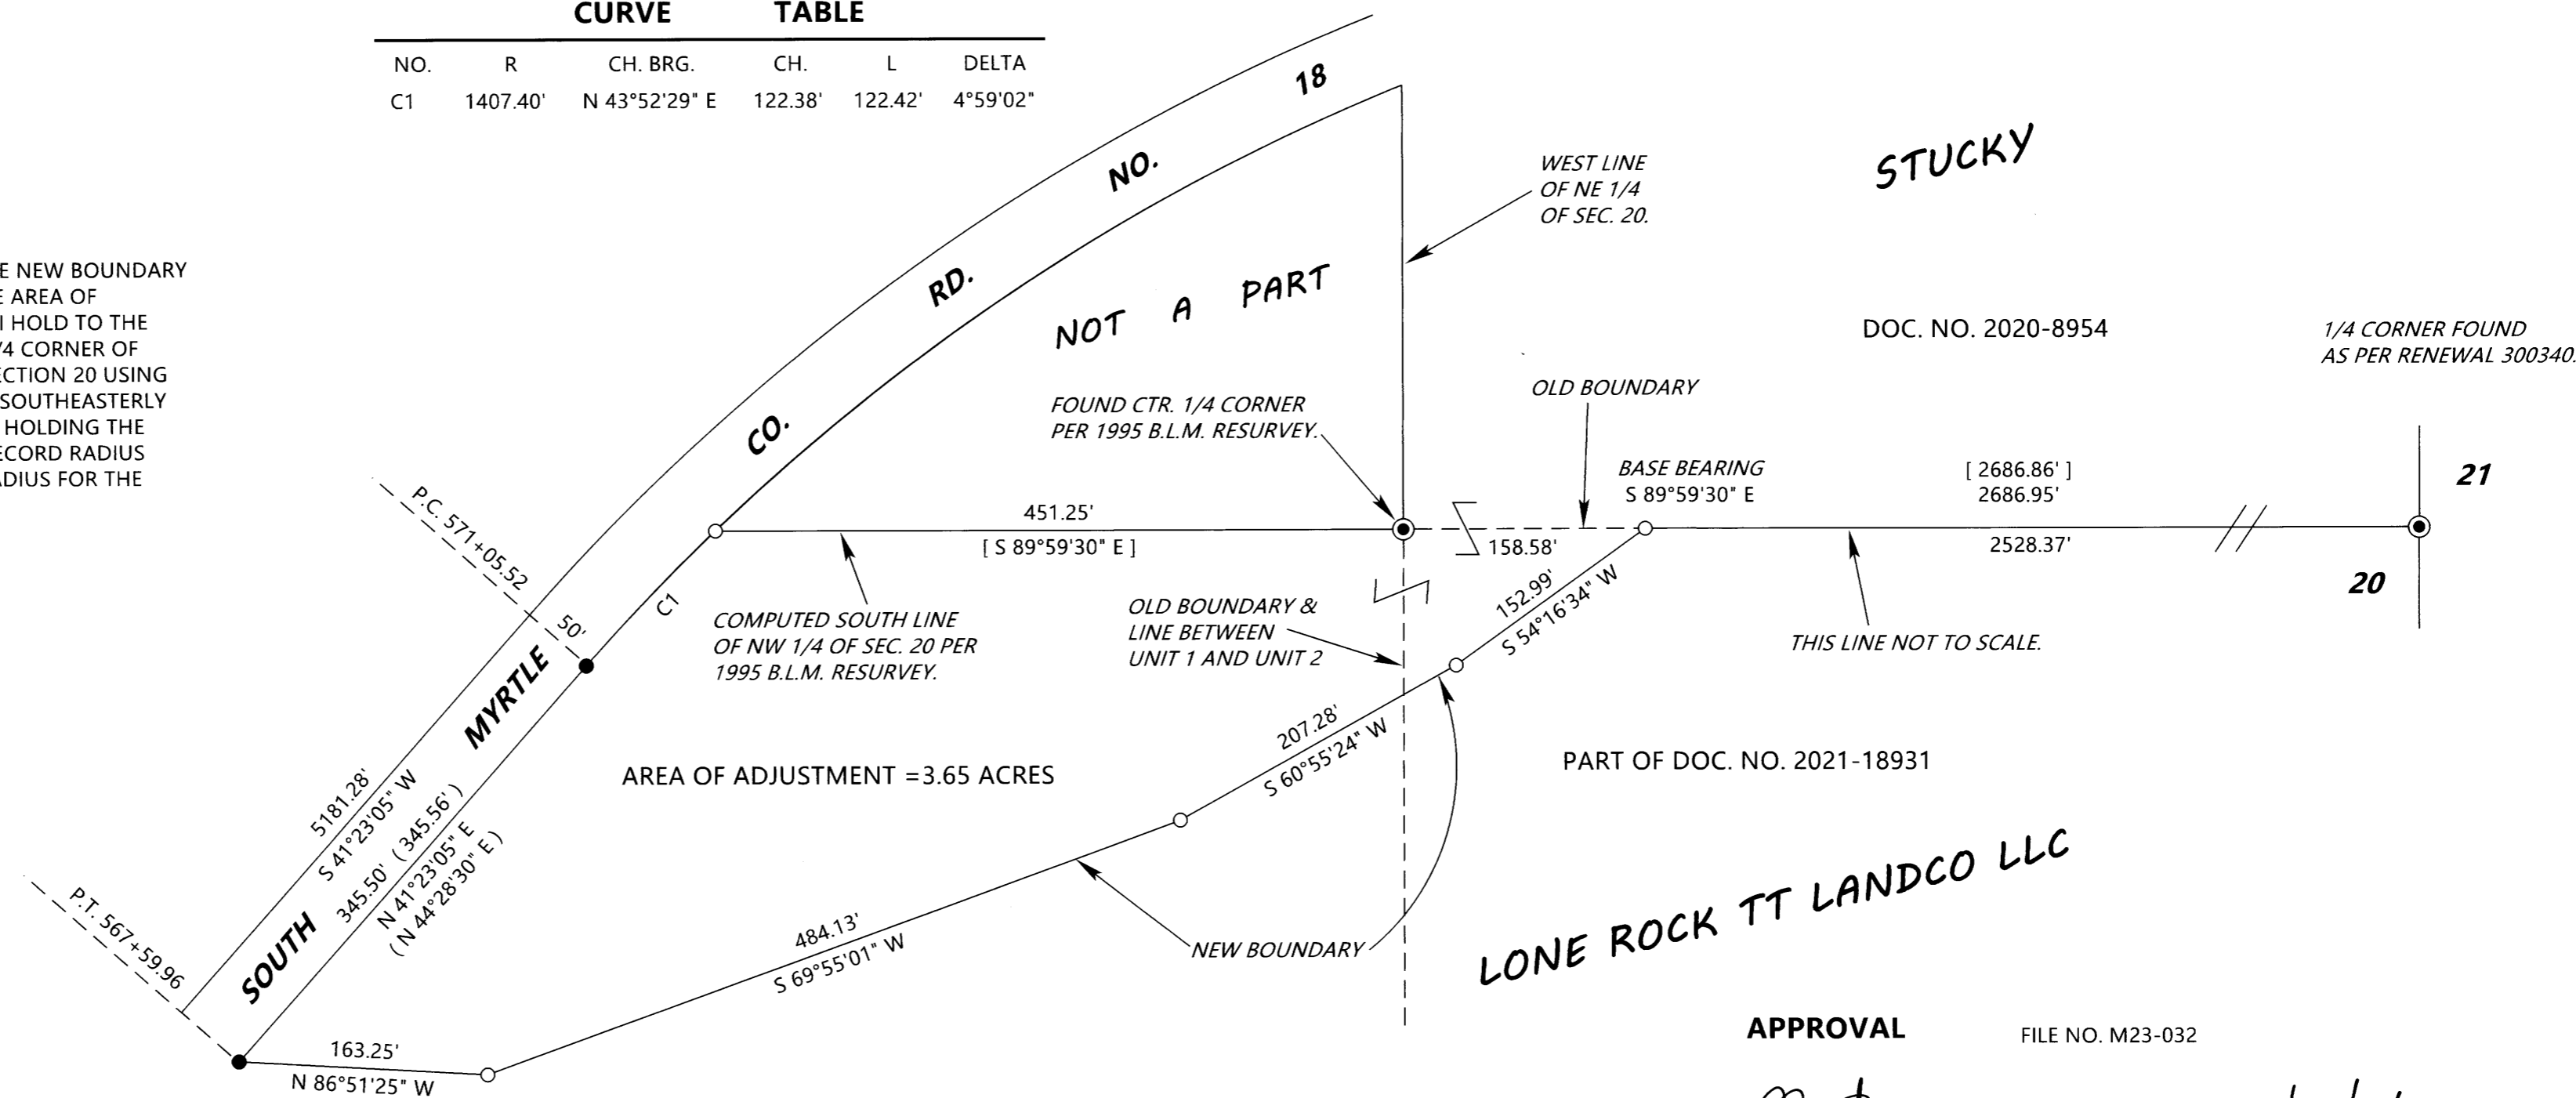 CURVE TABLE
NO. R CH. BRG. CH. L DELTA
C1 1407.40' N 43°52'29" E 122.38' 122.42' 4°59'02"
E NEW BOUNDARY
E AREA OF
I HOLD TO THE
/4 CORNER OF
ECTION 20 USING
SOUTHEASTERLY
HOLDING THE
ECORD RADIUS
ADIUS FOR THE
SOUTH MYRTLE CO. RD. NO. 18
WEST LINE
OF NE 1/4
OF SEC. 20.
STUCKY
NOT A PART
DOC. NO. 2020-8954
1/4 CORNER FOUND
AS PER RENEWAL 300340.
FOUND CTR. 1/4 CORNER
PER 1995 B.L.M. RESURVEY.
OLD BOUNDARY
BASE BEARING
S 89°59'30" E
[ 2686.86' ]
2686.95'
2528.37'
21
20
P.C. 571+05.52
50'
C1
451.25'
[ S 89°59'30" E ]
158.58'
COMPUTED SOUTH LINE
OF NW 1/4 OF SEC. 20 PER
1995 B.L.M. RESURVEY.
OLD BOUNDARY &
LINE BETWEEN
UNIT 1 AND UNIT 2
152.99'
S 54°16'34" W
THIS LINE NOT TO SCALE.
207.28'
S 60°55'24" W
AREA OF ADJUSTMENT =3.65 ACRES
PART OF DOC. NO. 2021-18931
5181.28'
S 41°23'05" W
345.50' ( 345.56' )
N 41°23'05" E
( N 44°28'30" E )
P.T. 567+59.96
484.13'
S 69°55'01" W
NEW BOUNDARY
LONE ROCK TT LANDCO LLC
163.25'
N 86°51'25" W
APPROVAL
FILE NO. M23-032